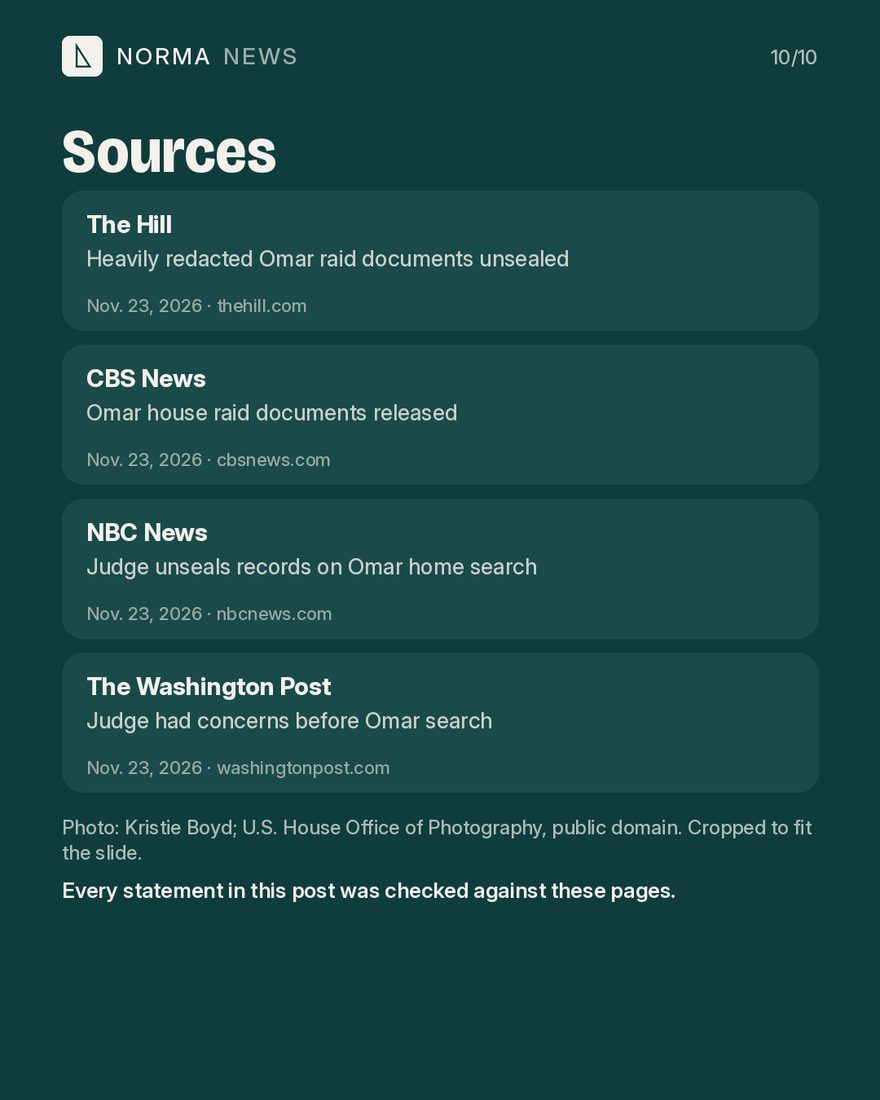 NORMA NEWS
10/10
Sources
The Hill
Heavily redacted Omar raid documents unsealed
Nov. 23, 2026 · thehill.com
CBS News
Omar house raid documents released
Nov. 23, 2026 · cbsnews.com
NBC News
Judge unseals records on Omar home search
Nov. 23, 2026 · nbcnews.com
The Washington Post
Judge had concerns before Omar search
Nov. 23, 2026 · washingtonpost.com
Photo: Kristie Boyd; U.S. House Office of Photography, public domain. Cropped to fit
the slide.
Every statement in this post was checked against these pages.